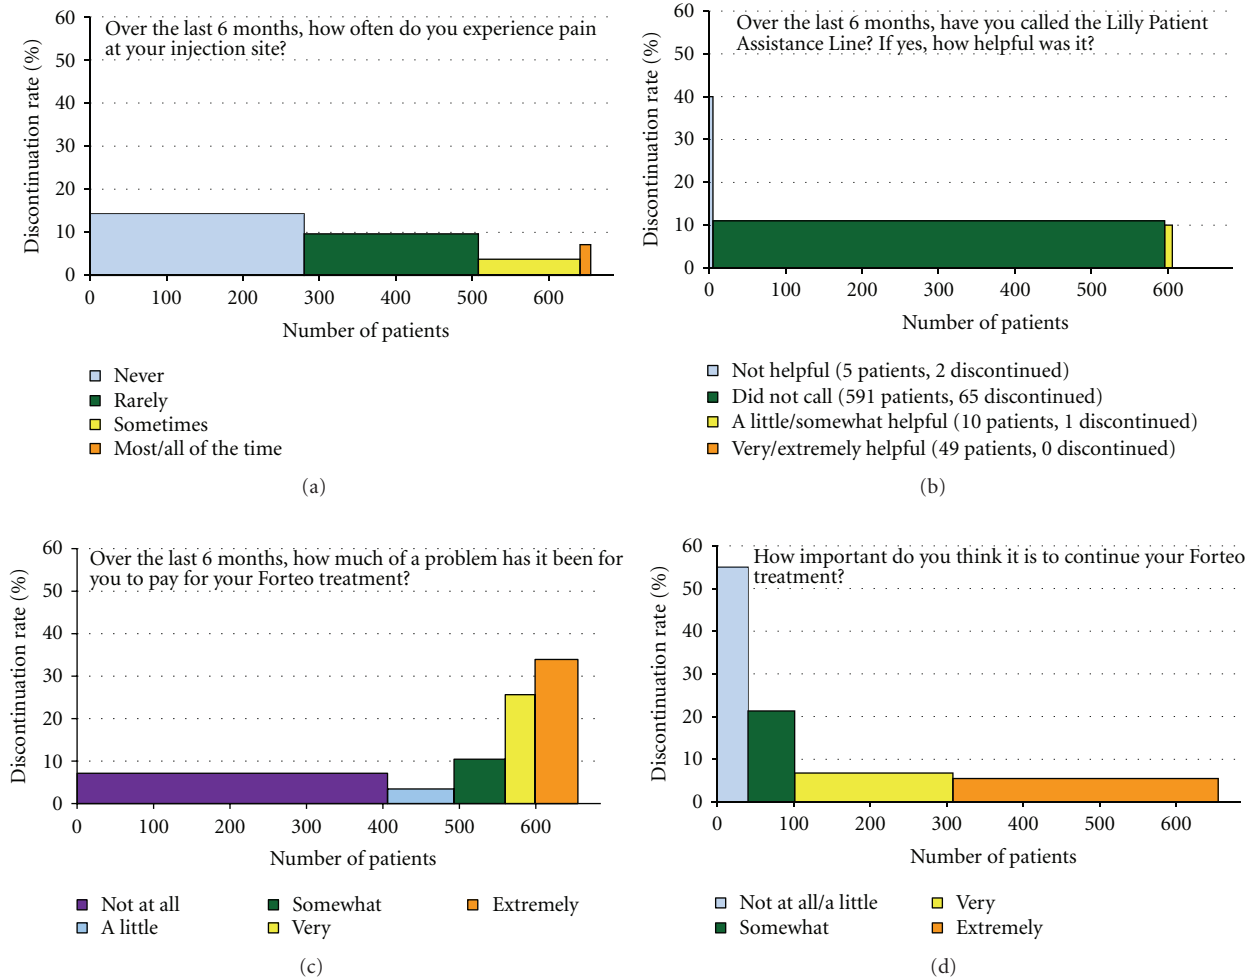 Over the last 6 months, how often do you experience pain
at your injection site?
Discontinuation rate (%)
60
50
40
30
20
10
0
0 100 200 300 400 500 600
Number of patients
Never
Rarely
Sometimes
Most/all of the time
(a)
Over the last 6 months, have you called the Lilly Patient
Assistance Line? If yes, how helpful was it?
Discontinuation rate (%)
60
50
40
30
20
10
0
0 100 200 300 400 500 600
Number of patients
Not helpful (5 patients, 2 discontinued)
Did not call (591 patients, 65 discontinued)
A little/somewhat helpful (10 patients, 1 discontinued)
Very/extremely helpful (49 patients, 0 discontinued)
(b)
Over the last 6 months, how much of a problem has it been for
you to pay for your Forteo treatment?
Discontinuation rate (%)
60
50
40
30
20
10
0
0 100 200 300 400 500 600
Number of patients
Not at all Somewhat Extremely
A little Very
(c)
How important do you think it is to continue your Forteo
treatment?
Discontinuation rate (%)
60
50
40
30
20
10
0
0 100 200 300 400 500 600
Number of patients
Not at all/a little Very
Somewhat Extremely
(d)